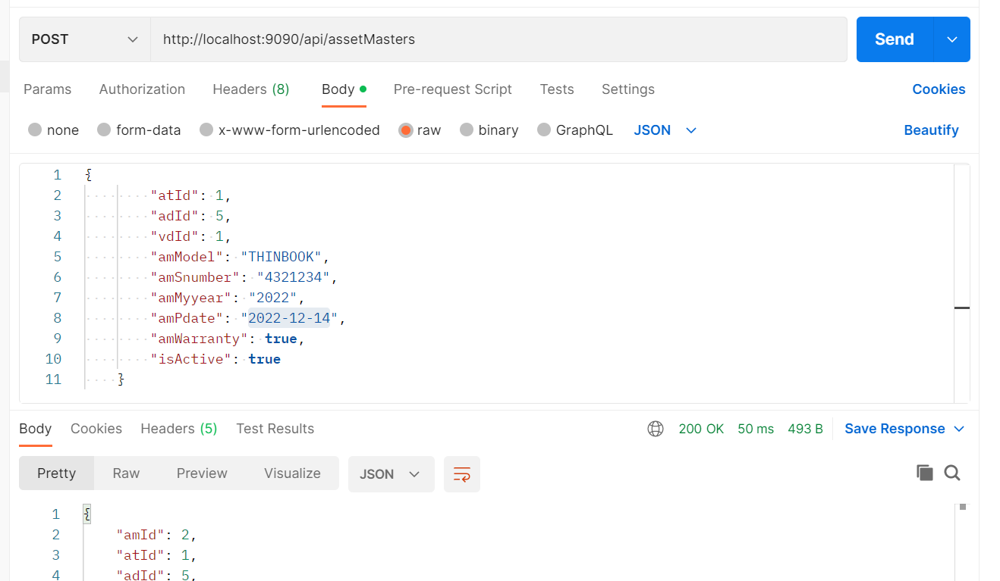 POST http://localhost:9090/api/assetMasters Send
Params Authorization Headers (8) Body Pre-request Script Tests Settings Cookies
none form-data x-www-form-urlencoded raw binary GraphQL JSON Beautify
1 {
2 "atId": 1,
3 "adId": 5,
4 "vdId": 1,
5 "amModel": "THINBOOK",
6 "amSnumber": "4321234",
7 "amMyyear": "2022",
8 "amPdate": "2022-12-14",
9 "amWarranty": true,
10 "isActive": true
11 }
Body Cookies Headers (5) Test Results 200 OK 50 ms 493 B Save Response
Pretty Raw Preview Visualize JSON
1 {
2 "amId": 2,
3 "atId": 1,
4 "adId": 5,